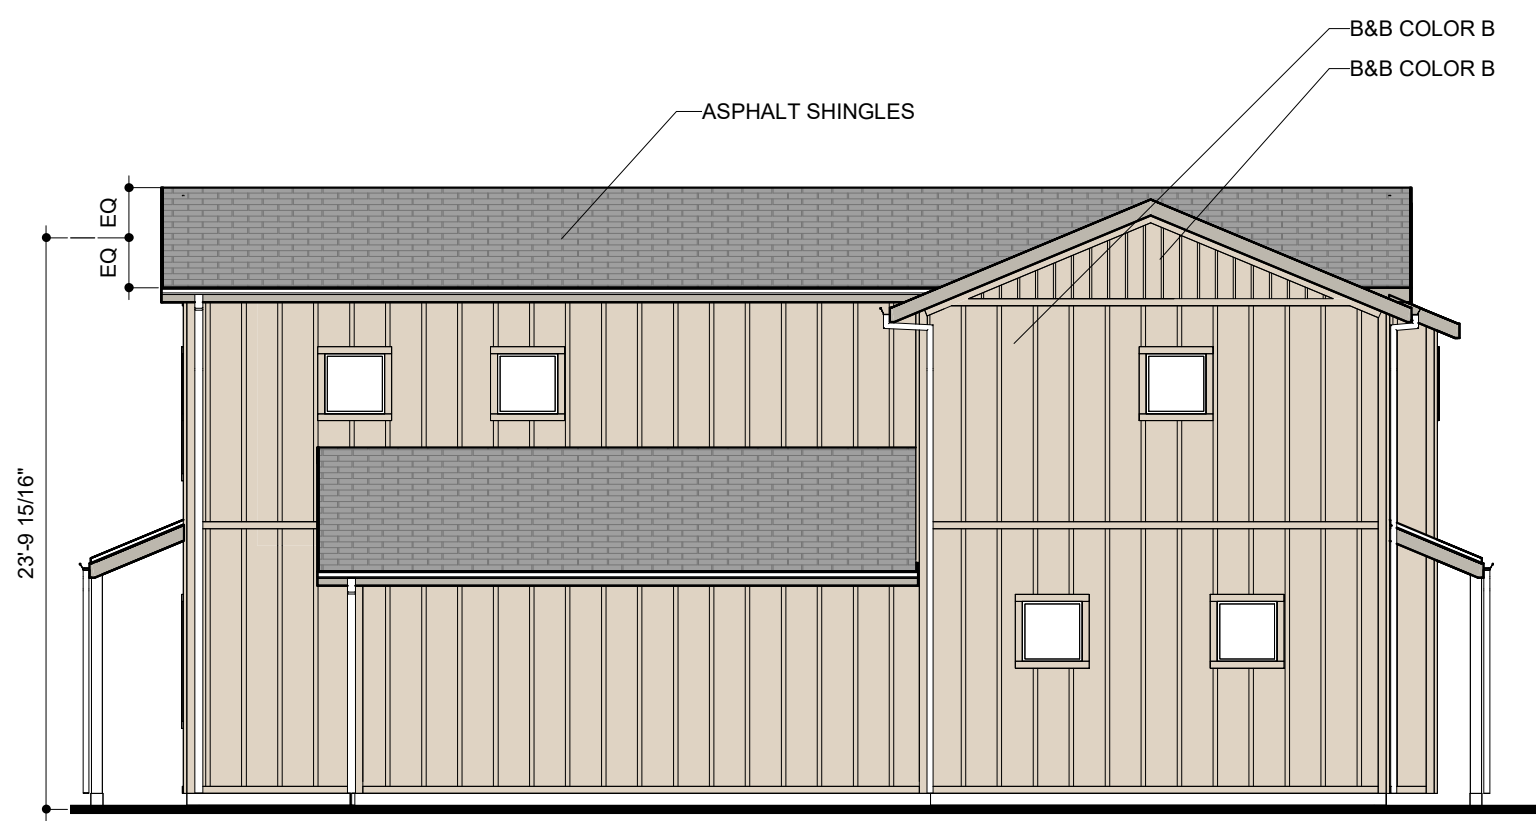 B&B COLOR B
B&B COLOR B
ASPHALT SHINGLES
EQ
EQ
23'-9 15/16"